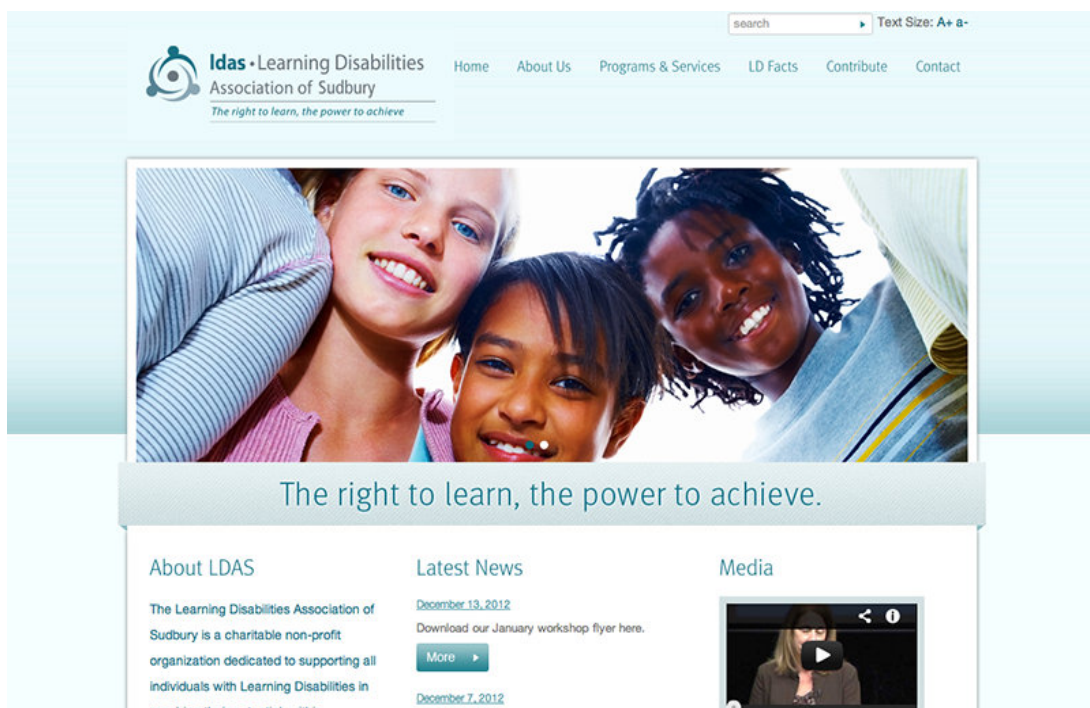 search
Text Size: A+ a-
ldas • Learning Disabilities
Association of Sudbury
The right to learn, the power to achieve
Home About Us Programs & Services LD Facts Contribute Contact
The right to learn, the power to achieve.
About LDAS
The Learning Disabilities Association of
Sudbury is a charitable non-profit
organization dedicated to supporting all
individuals with Learning Disabilities in
Latest News
December 13, 2012
Download our January workshop flyer here.
More
December 7, 2012
Media